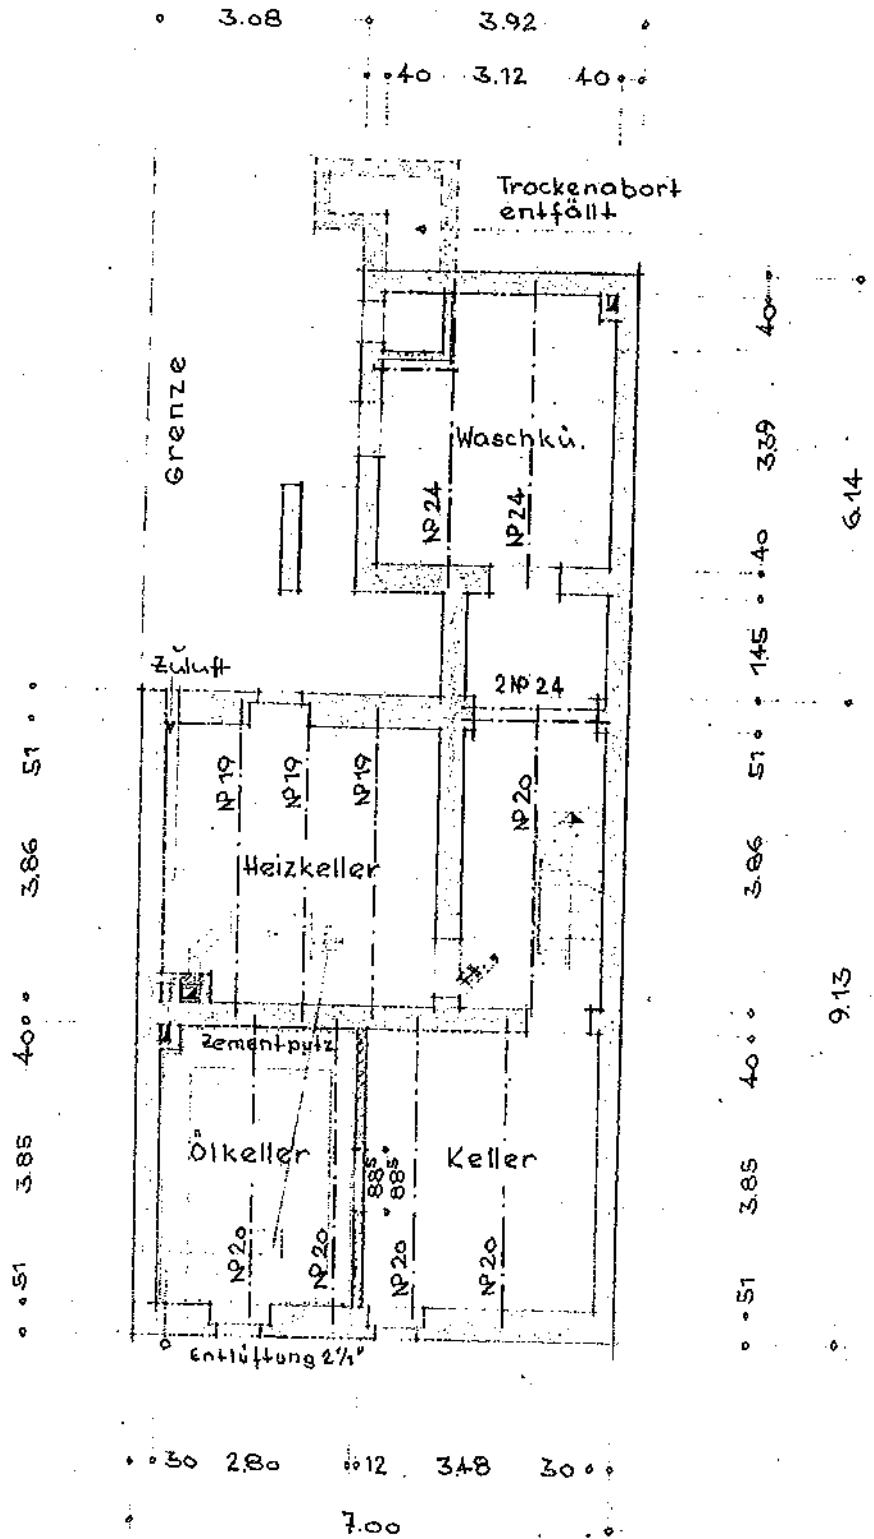 3.08
3.92
40
3.12
40
Trockenabort
entfällt
40
Grenze
Waschkü.
3.39
6.14
NP 24
NP 24
40
1.45
Zuluft
2 NP 24
51
51
NP 19
NP 19
NP 19
NP 20
3.86
3.86
Heizkeller
9.13
40
Zementputz
40
Ölkeller
Keller
3.85
88⁵
88⁵
3.85
NP 20
NP 20
NP 20
NP 20
51
51
Entlüftung 2½"
30
2.80
12
3.48
30
7.00